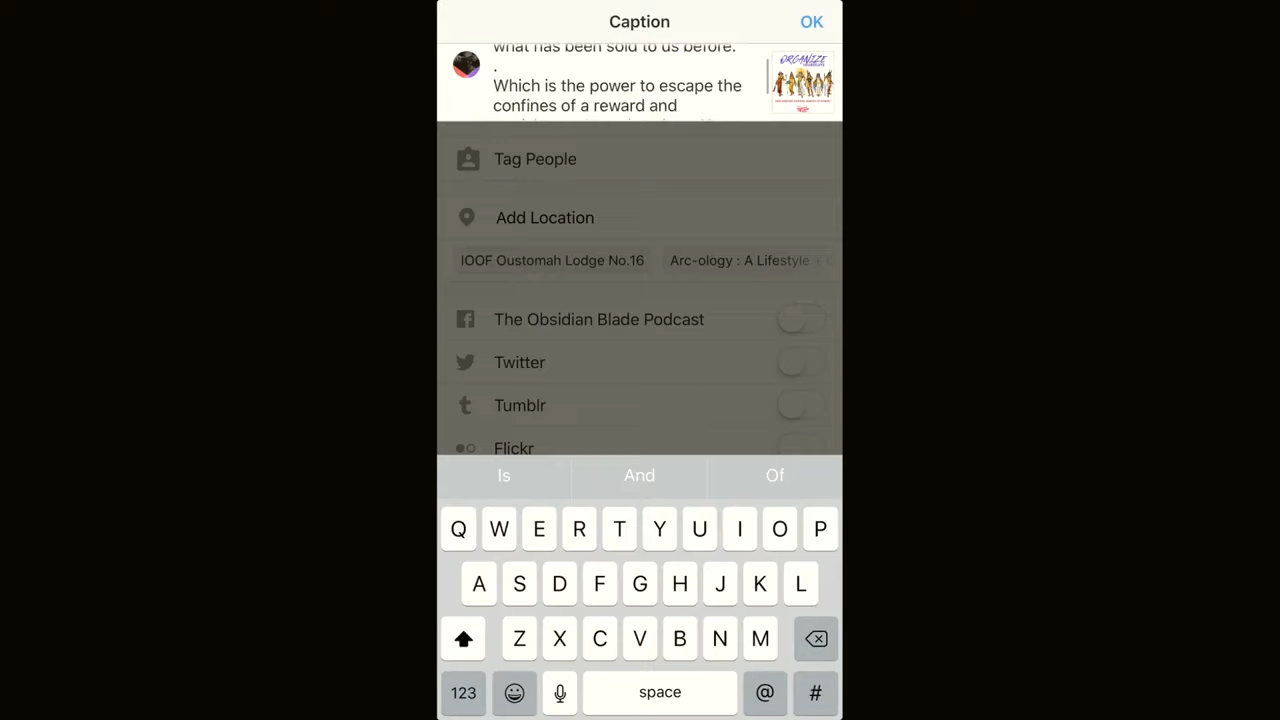 Caption
OK
what has been sold to us before.
.
Which is the power to escape the
confines of a reward and
ORGANIZE
Tag People
Add Location
IOOF Oustomah Lodge No.16
Arc-ology : A Lifestyle +
The Obsidian Blade Podcast
Twitter
Tumblr
Flickr
Is
And
Of
Q W E R T Y U I O P
A S D F G H J K L
Z X C V B N M
123
space
@
#